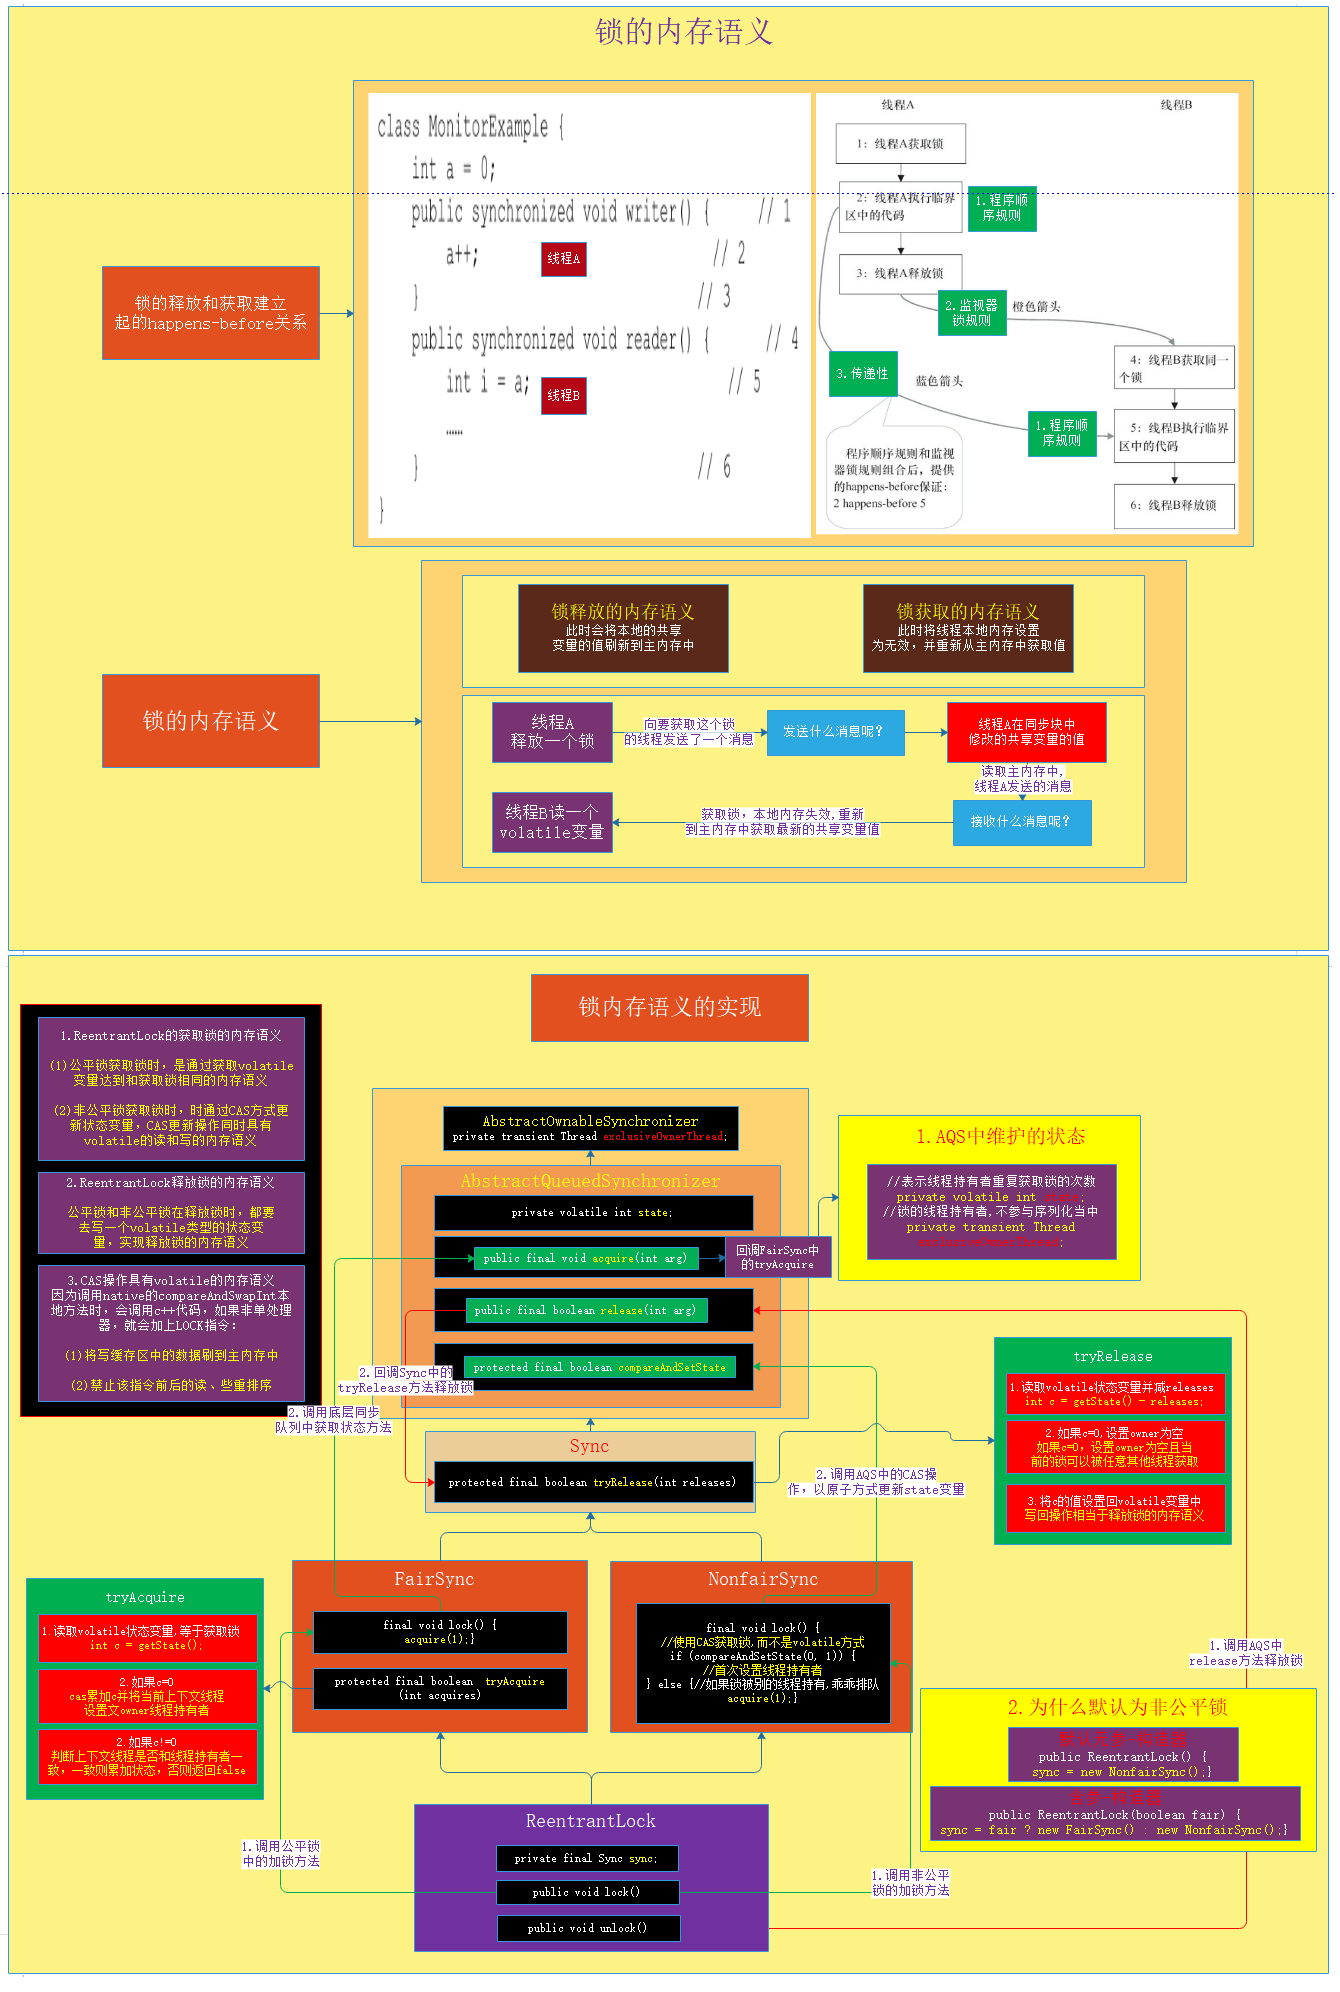 锁的内存语义
锁的释放和获取建立
起的happens-before关系
class MonitorExample {
int a = 0;
public synchronized void writer() { // 1
a++; // 2
线程A
} // 3
public synchronized void reader() { // 4
int i = a; // 5
线程B
……
} // 6
}
线程A
线程B
1: 线程A获取锁
2: 线程A执行临界
区中的代码
1.程序顺
序规则
3: 线程A释放锁
2.监视器
锁规则
橙色箭头
4: 线程B获取同一
个锁
3.传递性
蓝色箭头
1.程序顺
序规则
5: 线程B执行临界
区中的代码
程序顺序规则和监视
器锁规则组合后，提供
的happens-before保证:
2 happens-before 5
6: 线程B释放锁
锁的内存语义
锁释放的内存语义
此时会将本地的共享
变量的值刷新到主内存中
锁获取的内存语义
此时将线程本地内存设置
为无效，并重新从主内存中获取值
线程A
释放一个锁
向要获取这个锁
的线程发送了一个消息
发送什么消息呢？
线程A在同步块中
修改的共享变量的值
读取主内存中,
线程A发送的消息
接收什么消息呢？
获取锁，本地内存失效,重新
到主内存中获取最新的共享变量值
线程B读一个
volatile变量
锁内存语义的实现
1.ReentrantLock的获取锁的内存语义
(1)公平锁获取锁时，是通过获取volatile
变量达到和获取锁相同的内存语义
(2)非公平锁获取锁时，时通过CAS方式更
新状态变量，CAS更新操作同时具有
volatile的读和写的内存语义
2.ReentrantLock释放锁的内存语义
公平锁和非公平锁在释放锁时，都要
去写一个volatile类型的状态变
量，实现释放锁的内存语义
3.CAS操作具有volatile的内存语义
因为调用native的compareAndSwapInt本
地方法时，会调用c++代码，如果非单处理
器，就会加上LOCK指令:
(1)将写缓存区中的数据刷到主内存中
(2)禁止该指令前后的读、些重排序
AbstractOwnableSynchronizer
private transient Thread exclusiveOwnerThread;
AbstractQueuedSynchronizer
private volatile int state;
public final void acquire(int arg)
回调FairSync中
的tryAcquire
public final boolean release(int arg)
protected final boolean compareAndSetState
1.AQS中维护的状态
//表示线程持有者重复获取锁的次数
private volatile int ;
//锁的线程持有者,不参与序列化当中
private transient Thread
;
2.回调Sync中的
tryRelease方法释放锁
2.调用底层同步
队列中获取状态方法
Sync
protected final boolean tryRelease(int releases)
2.调用AQS中的CAS操
作，以原子方式更新state变量
tryRelease
1.读取volatile状态变量并减releases
int c = getState() - releases;
2.如果c=0,设置owner为空
如果c=0，设置owner为空且当
前的锁可以被任意其他线程获取
3.将c的值设置回volatile变量中
写回操作相当于释放锁的内存语义
FairSync
final void lock() {
acquire(1);}
protected final boolean tryAcquire
(int acquires)
NonfairSync
final void lock() {
//使用CAS获取锁,而不是volatile方式
if (compareAndSetState(0, 1)) {
//首次设置线程持有者
} else {//如果锁被别的线程持有,乖乖排队
acquire(1);}
tryAcquire
1.读取volatile状态变量,等于获取锁
int c = getState();
2.如果c=0
cas累加c并将当前上下文线程
设置文owner线程持有者
2.如果c!=0
判断上下文线程是否和线程持有者一
致，一致则累加状态，否则返回false
1.调用AQS中
release方法释放锁
2.为什么默认为非公平锁
public ReentrantLock() {
sync = new NonfairSync();}
public ReentrantLock(boolean fair) {
sync = fair ? new FairSync() : new NonfairSync();}
ReentrantLock
private final Sync sync;
public void lock()
public void unlock()
1.调用公平锁
中的加锁方法
1.调用非公平
锁的加锁方法